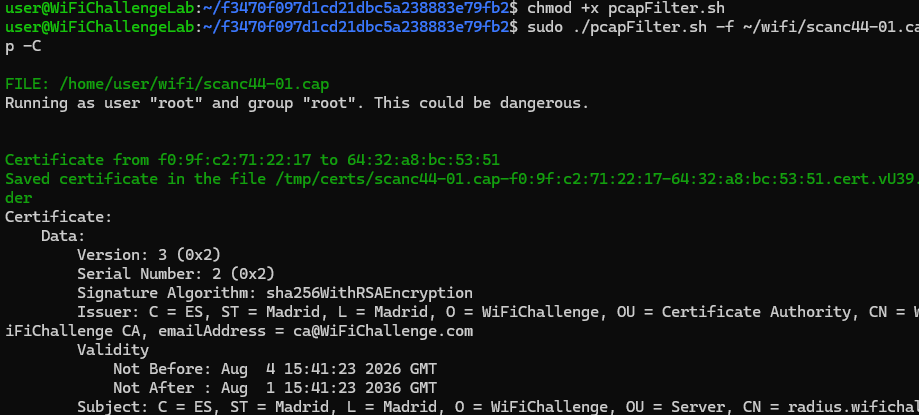 user@WiFiChallengeLab:~/f3470f097d1cd21dbc5a238883e79fb2$ chmod +x pcapFilter.sh
user@WiFiChallengeLab:~/f3470f097d1cd21dbc5a238883e79fb2$ sudo ./pcapFilter.sh -f ~/wifi/scanc44-01.ca
p -C
FILE: /home/user/wifi/scanc44-01.cap
Running as user "root" and group "root". This could be dangerous.
Certificate from f0:9f:c2:71:22:17 to 64:32:a8:bc:53:51
Saved certificate in the file /tmp/certs/scanc44-01.cap-f0:9f:c2:71:22:17-64:32:a8:bc:53:51.cert.vU39.
der
Certificate:
Data:
Version: 3 (0x2)
Serial Number: 2 (0x2)
Signature Algorithm: sha256WithRSAEncryption
Issuer: C = ES, ST = Madrid, L = Madrid, O = WiFiChallenge, OU = Certificate Authority, CN = W
iFiChallenge CA, emailAddress = ca@WiFiChallenge.com
Validity
Not Before: Aug  4 15:41:23 2026 GMT
Not After : Aug  1 15:41:23 2036 GMT
Subject: C = ES, ST = Madrid, L = Madrid, O = WiFiChallenge, OU = Server, CN = radius.wifichal